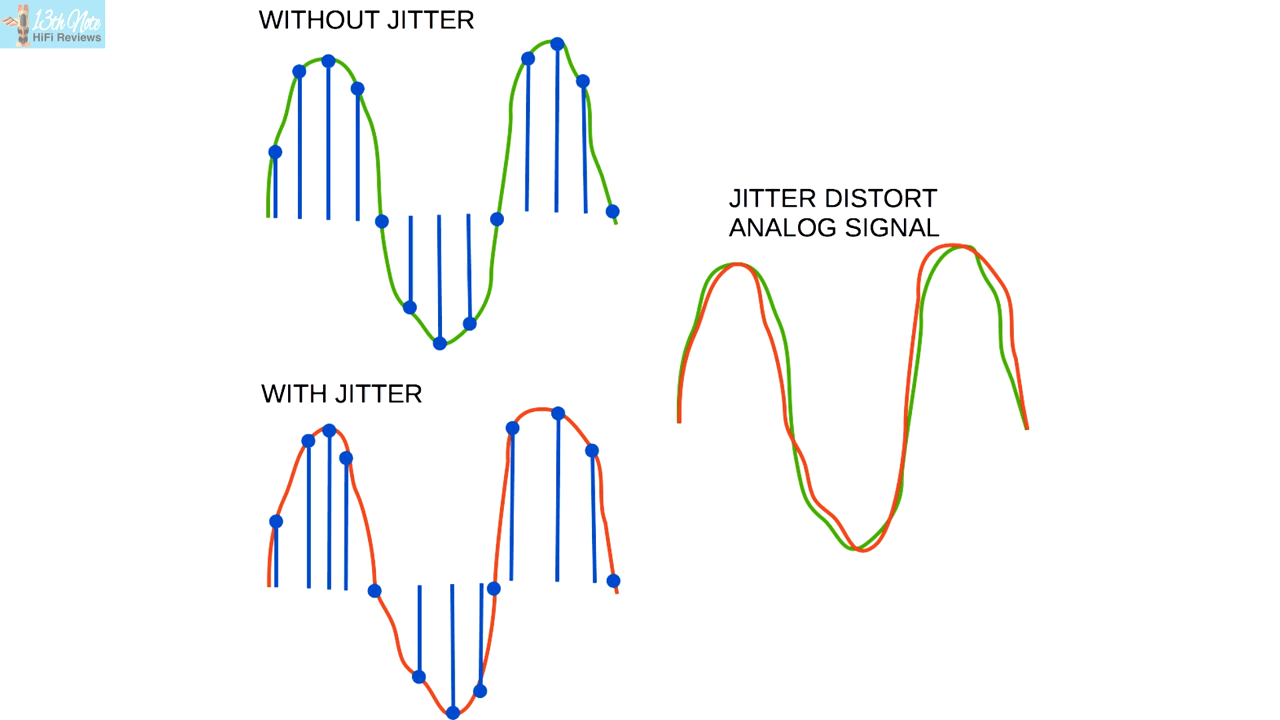 13th Note
HiFi Reviews
WITHOUT JITTER
JITTER DISTORT
ANALOG SIGNAL
WITH JITTER